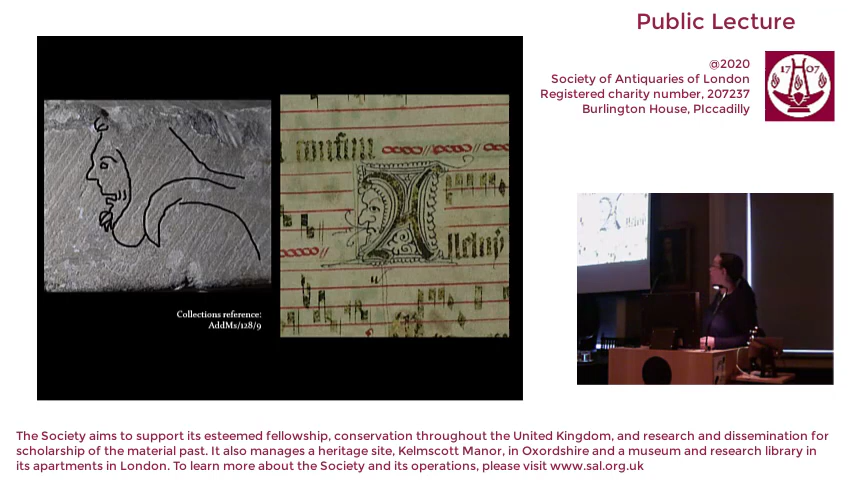 Public Lecture
@2020
Society of Antiquaries of London
Registered charity number, 207237
Burlington House, PIccadilly
17 07
Collections reference:
AddMs/128/9
The Society aims to support its esteemed fellowship, conservation throughout the United Kingdom, and research and dissemination for
scholarship of the material past. It also manages a heritage site, Kelmscott Manor, in Oxordshire and a museum and research library in
its apartments in London. To learn more about the Society and its operations, please visit www.sal.org.uk